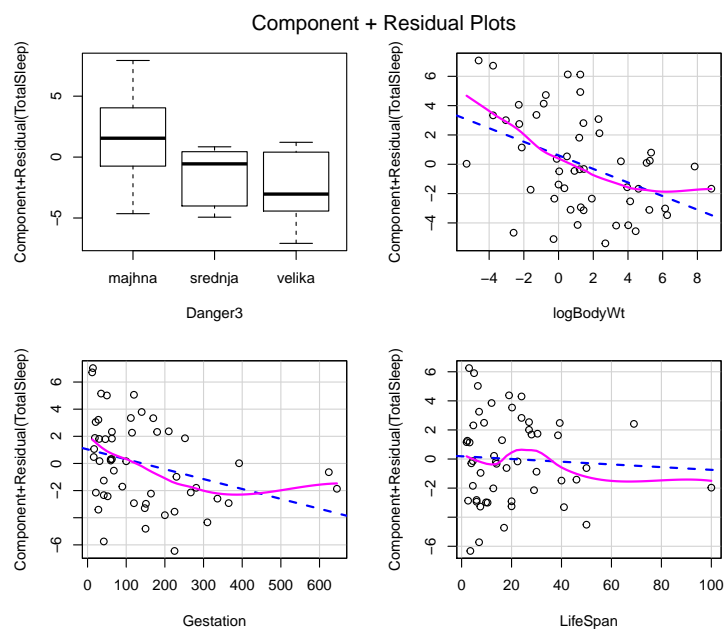 Component + Residual Plots
Component+Residual(TotalSleep)
5
0
−5
majhna srednja velika
Danger3
Component+Residual(TotalSleep)
6
4
2
0
−2
−4
−4 −2 0 2 4 6 8
logBodyWt
Component+Residual(TotalSleep)
6
4
2
0
−2
−6
0 100 200 300 400 500 600
Gestation
Component+Residual(TotalSleep)
6
4
2
0
−2
−6
0 20 40 60 80 100
LifeSpan